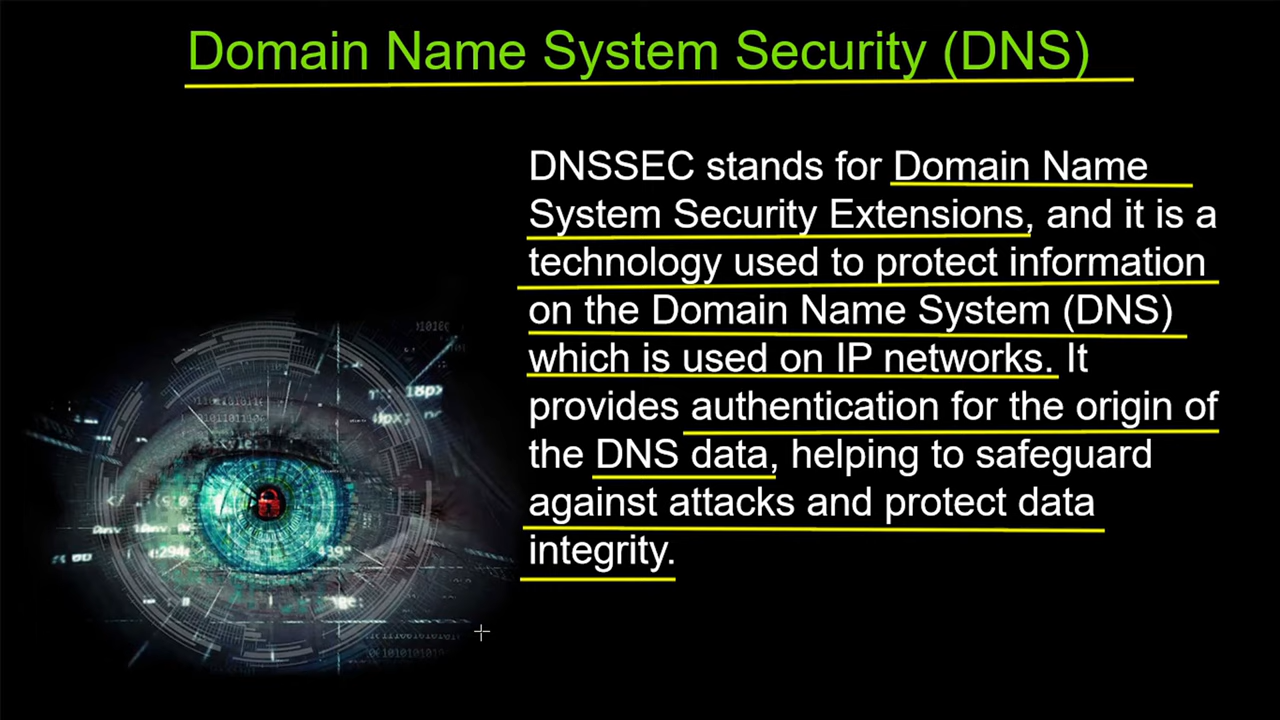 Domain Name System Security (DNS)
DNSSEC stands for Domain Name
System Security Extensions, and it is a
technology used to protect information
on the Domain Name System (DNS)
which is used on IP networks. It
provides authentication for the origin of
the DNS data, helping to safeguard
against attacks and protect data
integrity.
18px